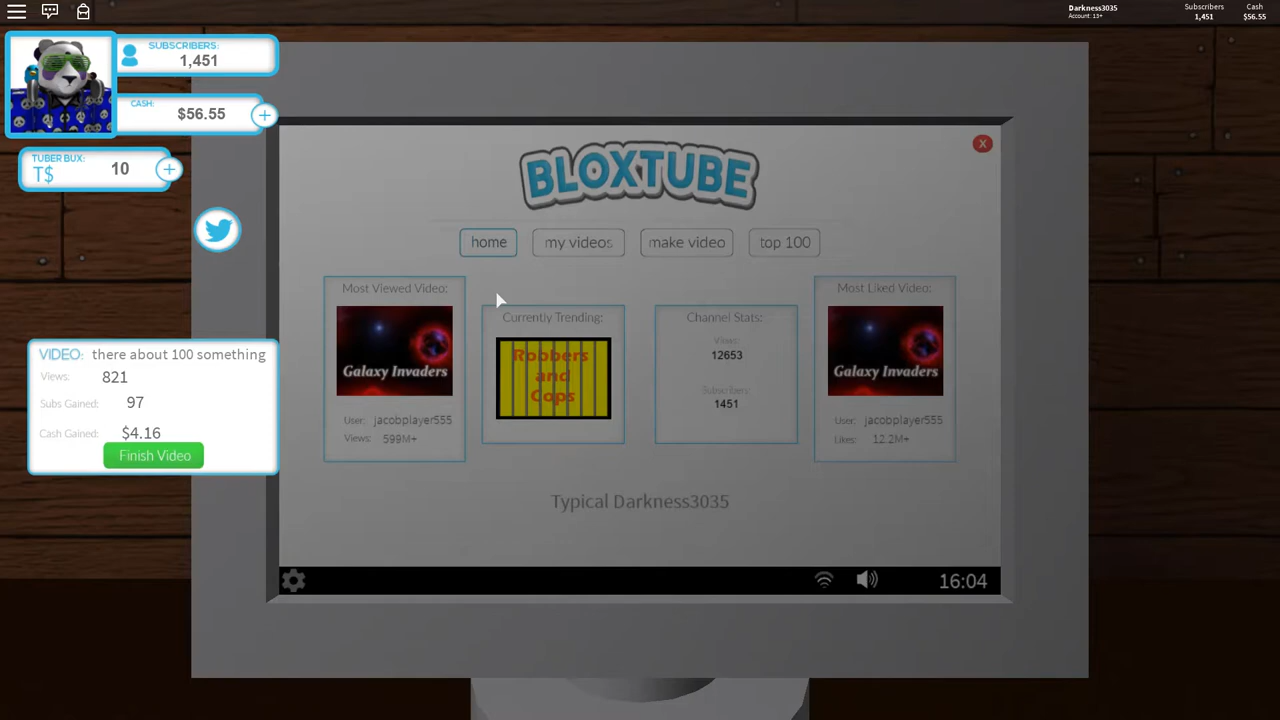 Darkness3035
Account: 13+
Subscribers
1,451
Cash
$56.55
SUBSCRIBERS:
1,451
CASH:
$56.55
TUBER BUX:
T$
10
VIDEO: there about 100 something
Views: 821
Subs Gained: 97
Cash Gained: $4.16
Finish Video
BLOXTUBE
X
home
my videos
make video
top 100
Most Viewed Video:
Galaxy Invaders
User: jacobplayer555
Views: 599M+
Currently Trending:
Robbers
and
Cops
Channel Stats:
Views:
12653
Subscribers:
1451
Most Liked Video:
Galaxy Invaders
User: jacobplayer555
Likes: 12.2M+
Typical Darkness3035
16:04